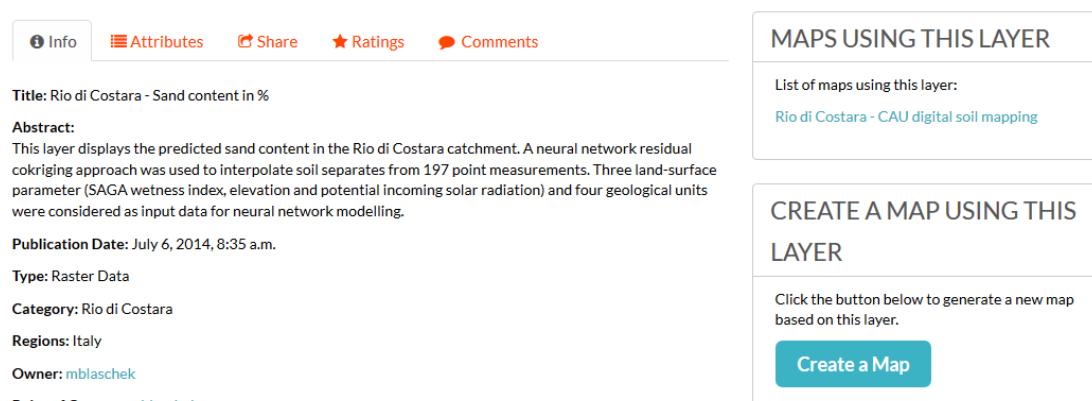 Info
Attributes
Share
Ratings
Comments
Title: Rio di Costara - Sand content in %
Abstract:
This layer displays the predicted sand content in the Rio di Costara catchment. A neural network residual
cokriging approach was used to interpolate soil separates from 197 point measurements. Three land-surface
parameter (SAGA wetness index, elevation and potential incoming solar radiation) and four geological units
were considered as input data for neural network modelling.
Publication Date: July 6, 2014, 8:35 a.m.
Type: Raster Data
Category: Rio di Costara
Regions: Italy
Owner: mblaschek
MAPS USING THIS LAYER
List of maps using this layer:
Rio di Costara - CAU digital soil mapping
CREATE A MAP USING THIS
LAYER
Click the button below to generate a new map
based on this layer.
Create a Map